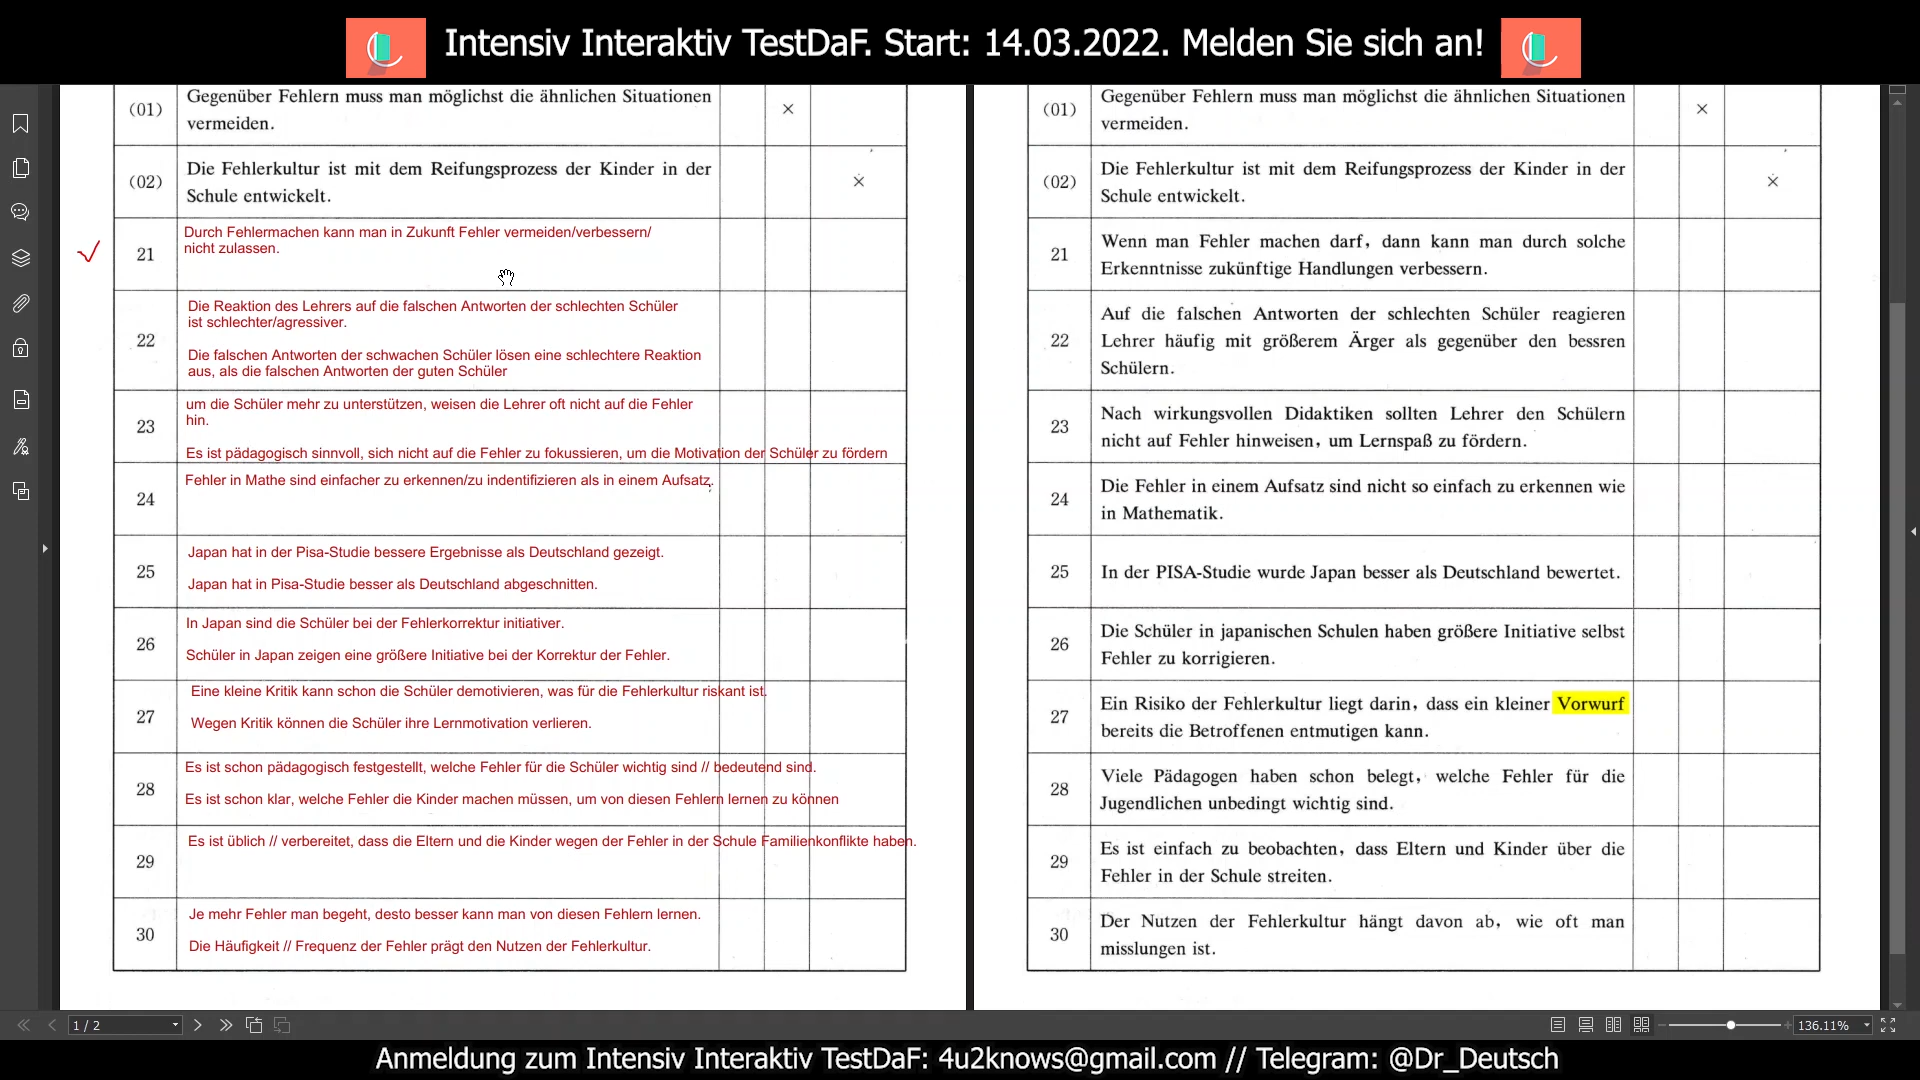 Intensiv Interaktiv TestDaF. Start: 14.03.2022. Melden Sie sich an!
(01)
Gegenüber Fehlern muss man möglichst die ähnlichen Situationen
vermeiden.
×
(02)
Die Fehlerkultur ist mit dem Reifungsprozess der Kinder in der
Schule entwickelt.
×
21
Durch Fehlermachen kann man in Zukunft Fehler vermeiden/verbessern/
nicht zulassen.
22
Die Reaktion des Lehrers auf die falschen Antworten der schlechten Schüler
ist schlechter/agressiver.
Die falschen Antworten der schwachen Schüler lösen eine schlechtere Reaktion
aus, als die falschen Antworten der guten Schüler
23
um die Schüler mehr zu unterstützen, weisen die Lehrer oft nicht auf die Fehler
hin.
Es ist pädagogisch sinnvoll, sich nicht auf die Fehler zu fokussieren, um die Motivation der Schüler zu fördern
24
Fehler in Mathe sind einfacher zu erkennen/zu indentifizieren als in einem Aufsatz.
25
Japan hat in der Pisa-Studie bessere Ergebnisse als Deutschland gezeigt.
Japan hat in Pisa-Studie besser als Deutschland abgeschnitten.
26
In Japan sind die Schüler bei der Fehlerkorrektur initiativer.
Schüler in Japan zeigen eine größere Initiative bei der Korrektur der Fehler.
27
Eine kleine Kritik kann schon die Schüler demotivieren, was für die Fehlerkultur riskant ist.
Wegen Kritik können die Schüler ihre Lernmotivation verlieren.
28
Es ist schon pädagogisch festgestellt, welche Fehler für die Schüler wichtig sind // bedeutend sind.
Es ist schon klar, welche Fehler die Kinder machen müssen, um von diesen Fehlern lernen zu können
29
Es ist üblich // verbereitet, dass die Eltern und die Kinder wegen der Fehler in der Schule Familienkonflikte haben.
30
Je mehr Fehler man begeht, desto besser kann man von diesen Fehlern lernen.
Die Häufigkeit // Frequenz der Fehler prägt den Nutzen der Fehlerkultur.
(01)
Gegenüber Fehlern muss man möglichst die ähnlichen Situationen
vermeiden.
×
(02)
Die Fehlerkultur ist mit dem Reifungsprozess der Kinder in der
Schule entwickelt.
×
21
Wenn man Fehler machen darf, dann kann man durch solche
Erkenntnisse zukünftige Handlungen verbessern.
22
Auf die falschen Antworten der schlechten Schüler reagieren
Lehrer häufig mit größerem Ärger als gegenüber den bessren
Schülern.
23
Nach wirkungsvollen Didaktiken sollten Lehrer den Schülern
nicht auf Fehler hinweisen, um Lernspaß zu fördern.
24
Die Fehler in einem Aufsatz sind nicht so einfach zu erkennen wie
in Mathematik.
25
In der PISA-Studie wurde Japan besser als Deutschland bewertet.
26
Die Schüler in japanischen Schulen haben größere Initiative selbst
Fehler zu korrigieren.
27
Ein Risiko der Fehlerkultur liegt darin, dass ein kleiner Vorwurf
bereits die Betroffenen entmutigen kann.
28
Viele Pädagogen haben schon belegt, welche Fehler für die
Jugendlichen unbedingt wichtig sind.
29
Es ist einfach zu beobachten, dass Eltern und Kinder über die
Fehler in der Schule streiten.
30
Der Nutzen der Fehlerkultur hängt davon ab, wie oft man
misslungen ist.
1 / 2
136.11%
Anmeldung zum Intensiv Interaktiv TestDaF: 4u2knows@gmail.com // Telegram: @Dr_Deutsch